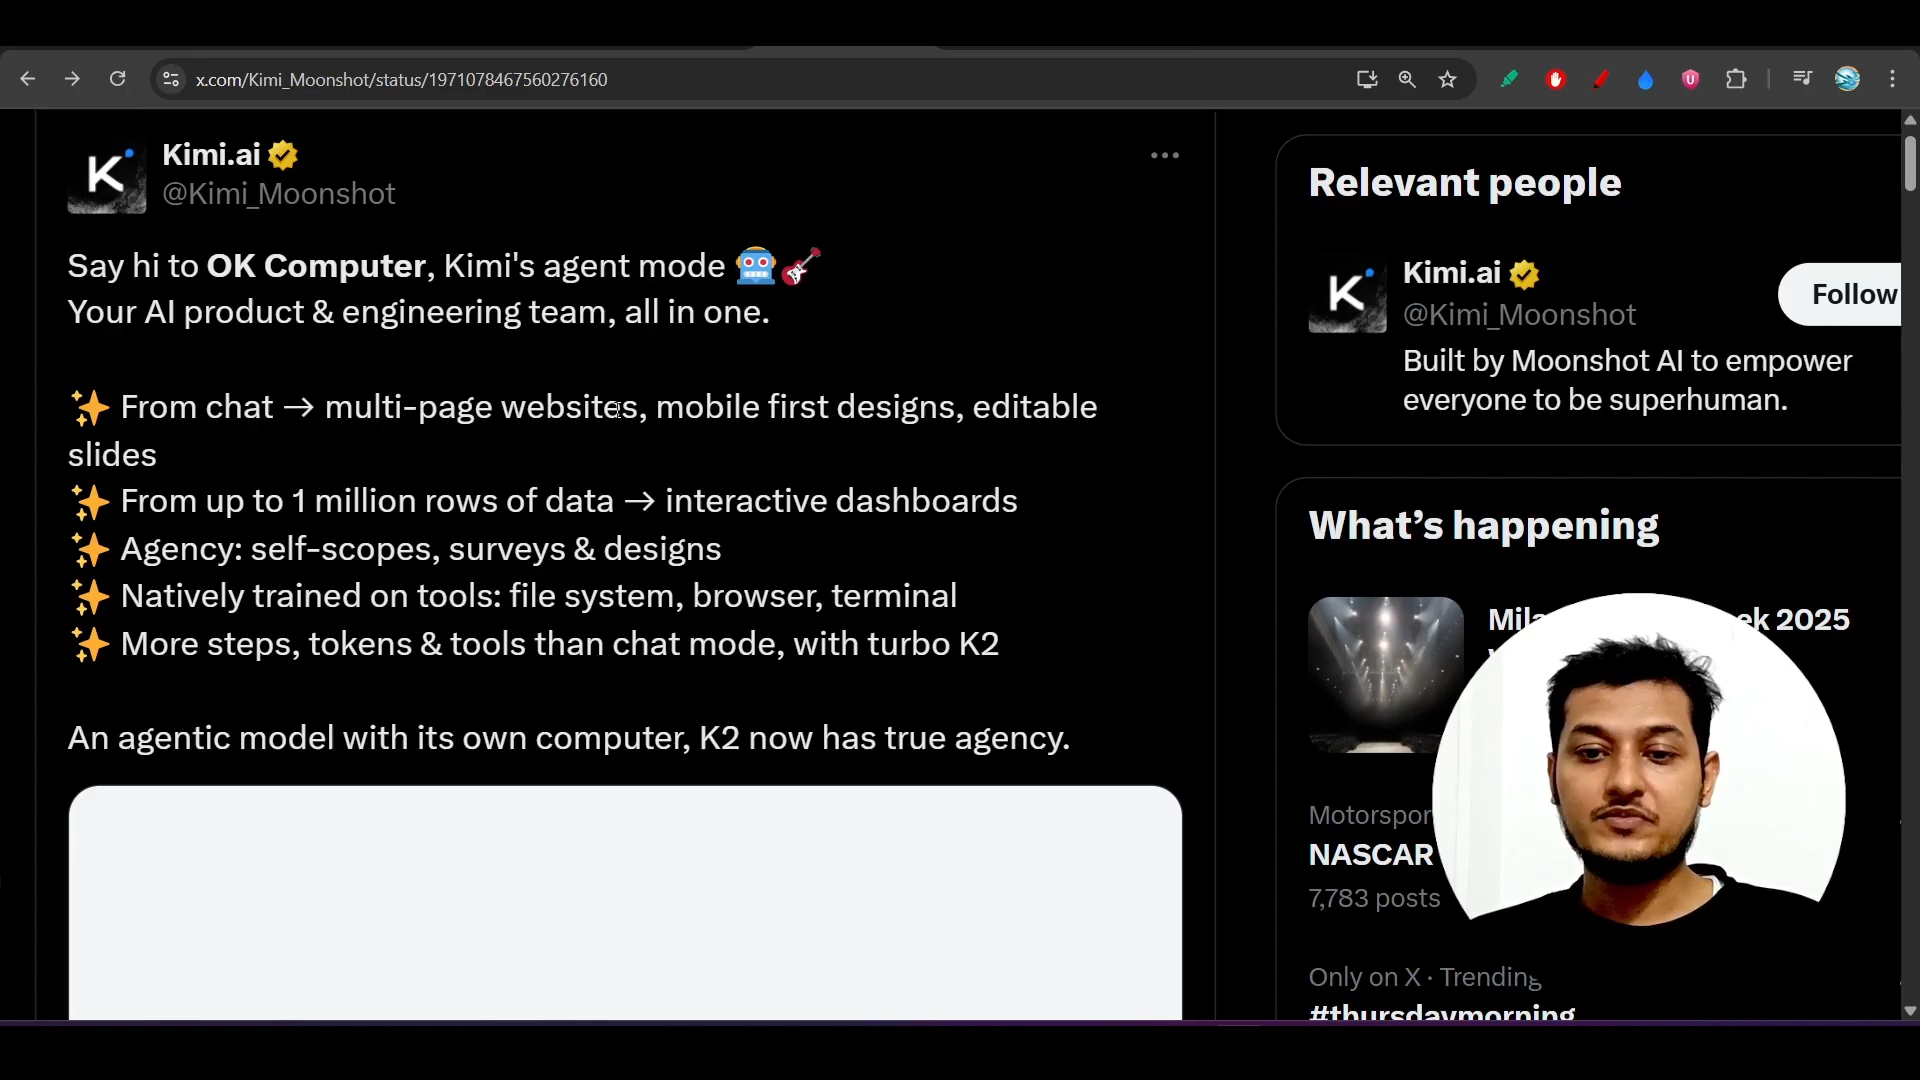 x.com/Kimi_Moonshot/status/1971078467560276160
Kimi.ai
@Kimi_Moonshot
Say hi to OK Computer, Kimi's agent mode 🤖🎸
Your AI product & engineering team, all in one.
✨ From chat → multi-page websites, mobile first designs, editable
slides
✨ From up to 1 million rows of data → interactive dashboards
✨ Agency: self-scopes, surveys & designs
✨ Natively trained on tools: file system, browser, terminal
✨ More steps, tokens & tools than chat mode, with turbo K2
An agentic model with its own computer, K2 now has true agency.
Relevant people
Kimi.ai
@Kimi_Moonshot
Follow
Built by Moonshot AI to empower
everyone to be superhuman.
What's happening
2025
NASCAR
7,783 posts
Only on X · Trending
#thursdaymorning